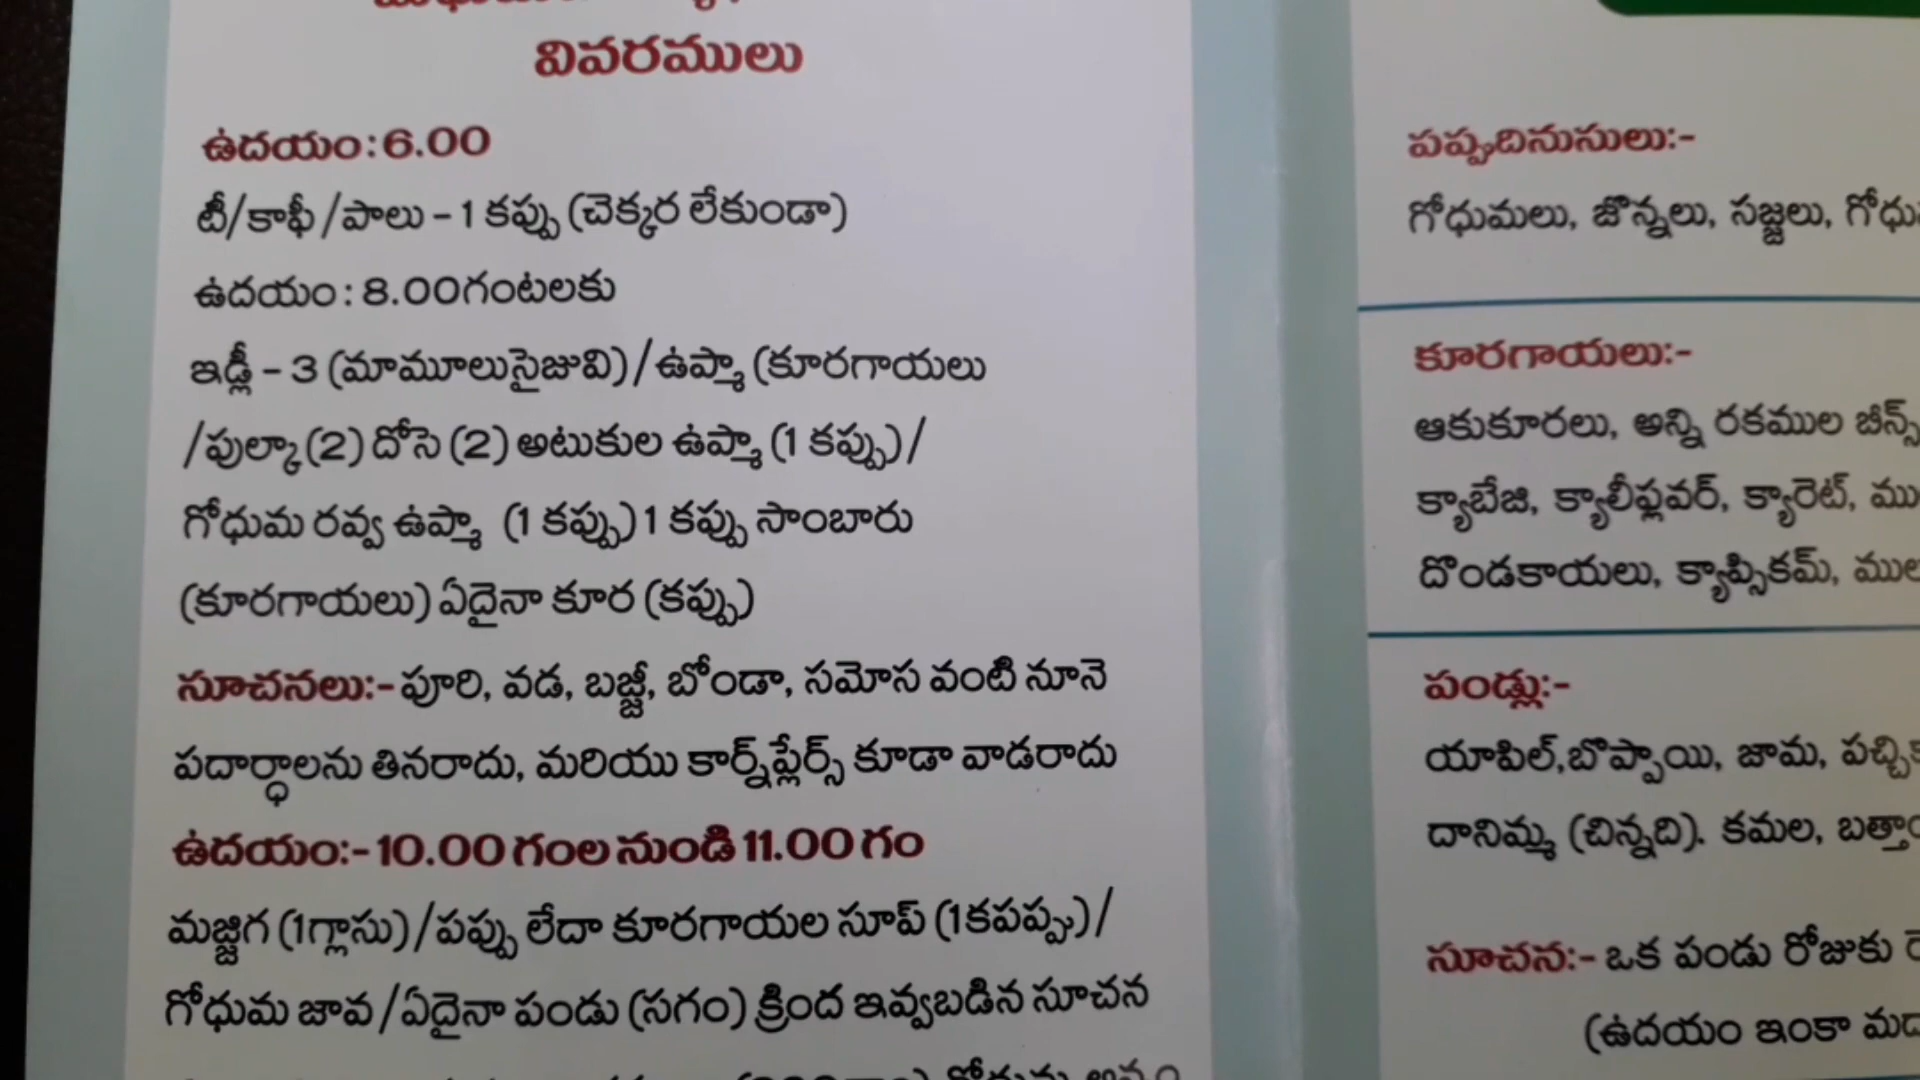 వివరములు
ఉదయం:6.00
టీ/కాఫీ/పాలు – 1 కప్పు (చెక్కర లేకుండా)
ఉదయం: 8.00గంటలకు
ఇడ్లీ – 3 (మామూలుసైజువి)/ఉప్మా (కూరగాయలు
/పుల్కా(2) దోసె (2) అటుకుల ఉప్మా (1 కప్పు)/
గోధుమ రవ్వ ఉప్మా (1 కప్పు) 1 కప్పు సాంబారు
(కూరగాయలు) ఏదైనా కూర (కప్పు)
సూచనలు:- పూరి, వడ, బజ్జీ, బోండా, సమోస వంటి నూనె
పదార్ధాలను తినరాదు, మరియు కార్న్‌ఫ్లేర్స్ కూడా వాడరాదు
ఉదయం:- 10.00 గంల నుండి 11.00 గం
మజ్జిగ (1గ్లాసు)/పప్పు లేదా కూరగాయల సూప్ (1కపప్పు)/
గోధుమ జావ/ఏదైనా పండు (సగం) క్రింద ఇవ్వబడిన సూచన
పప్పుదినుసులు:-
గోధుమలు, జొన్నలు, సజ్జలు,
కూరగాయలు:-
ఆకుకూరలు, అన్ని రకముల బీన్స్
క్యాబేజి, క్యాలీఫ్లవర్, క్యారెట్,
దొండకాయలు, క్యాప్సికమ్,
పండ్లు:-
యాపిల్,బొప్పాయి, జామ,
దానిమ్మ (చిన్నది). కమల,
సూచన:- ఒక పండు రోజుకు
(ఉదయం ఇంకా